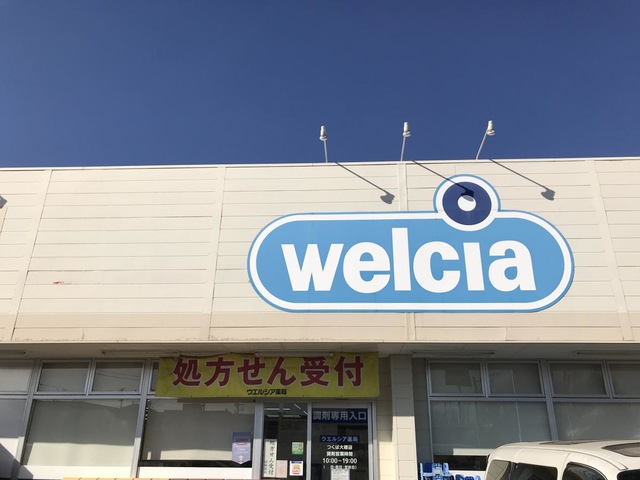 welcia
処方せん受付
ウエルシア薬局
調剤専用入口
ウエルシア薬局
つくば大穂店
調剤営業時間
10:00~19:00